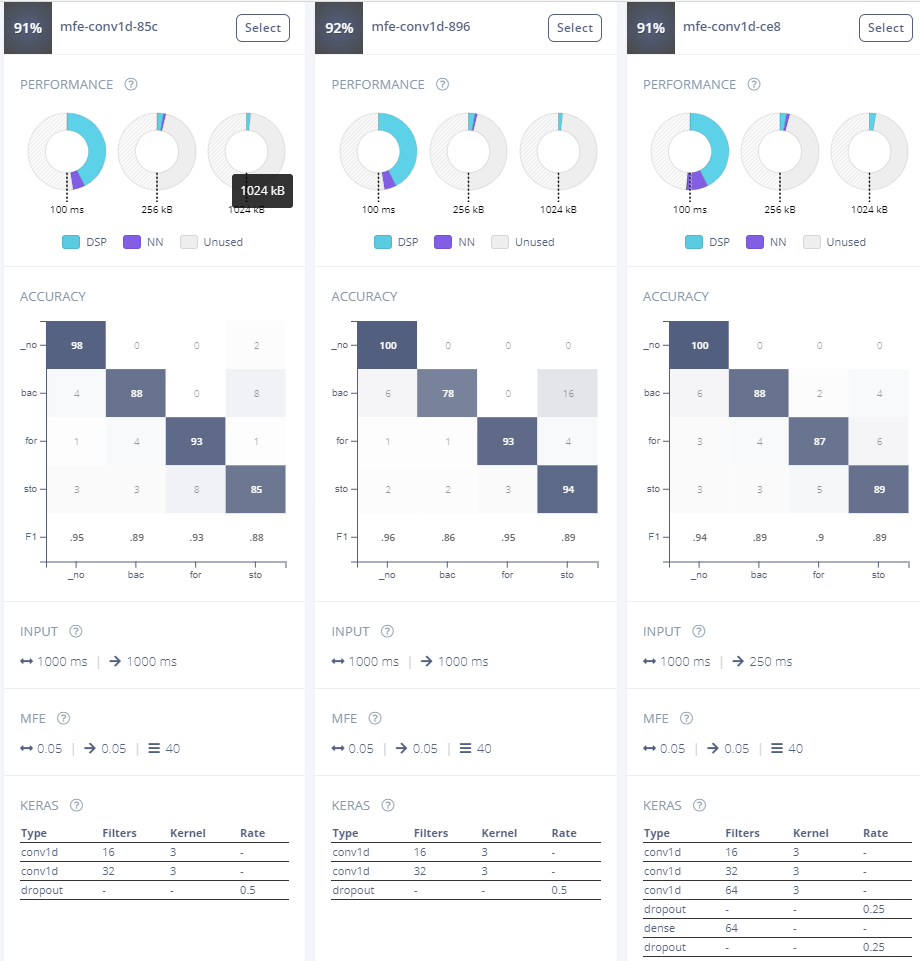 91% mfe-conv1d-85c Select
PERFORMANCE ?
100 ms 256 kB 1024 kB
1024 kB
DSP NN Unused
ACCURACY
_no 98 0 0 2
bac 4 88 0 8
for 1 4 93 1
sto 3 3 8 85
F1 .95 .89 .93 .88
_no bac for sto
INPUT ?
1000 ms | 1000 ms
MFE ?
0.05 | 0.05 | 40
KERAS ?
Type Filters Kernel Rate
conv1d 16 3 -
conv1d 32 3 -
dropout - - 0.5
92% mfe-conv1d-896 Select
PERFORMANCE ?
100 ms 256 kB 1024 kB
DSP NN Unused
ACCURACY
_no 100 0 0 0
bac 6 78 0 16
for 1 1 93 4
sto 2 2 3 94
F1 .96 .86 .95 .89
_no bac for sto
INPUT ?
1000 ms | 1000 ms
MFE ?
0.05 | 0.05 | 40
KERAS ?
Type Filters Kernel Rate
conv1d 16 3 -
conv1d 32 3 -
dropout - - 0.5
91% mfe-conv1d-ce8 Select
PERFORMANCE ?
100 ms 256 kB 1024 kB
DSP NN Unused
ACCURACY
_no 100 0 0 0
bac 6 88 2 4
for 3 4 87 6
sto 3 3 5 89
F1 .94 .89 .9 .89
_no bac for sto
INPUT ?
1000 ms | 250 ms
MFE ?
0.05 | 0.05 | 40
KERAS ?
Type Filters Kernel Rate
conv1d 16 3 -
conv1d 32 3 -
conv1d 64 3 -
dropout - - 0.25
dense 64 - -
dropout - - 0.25